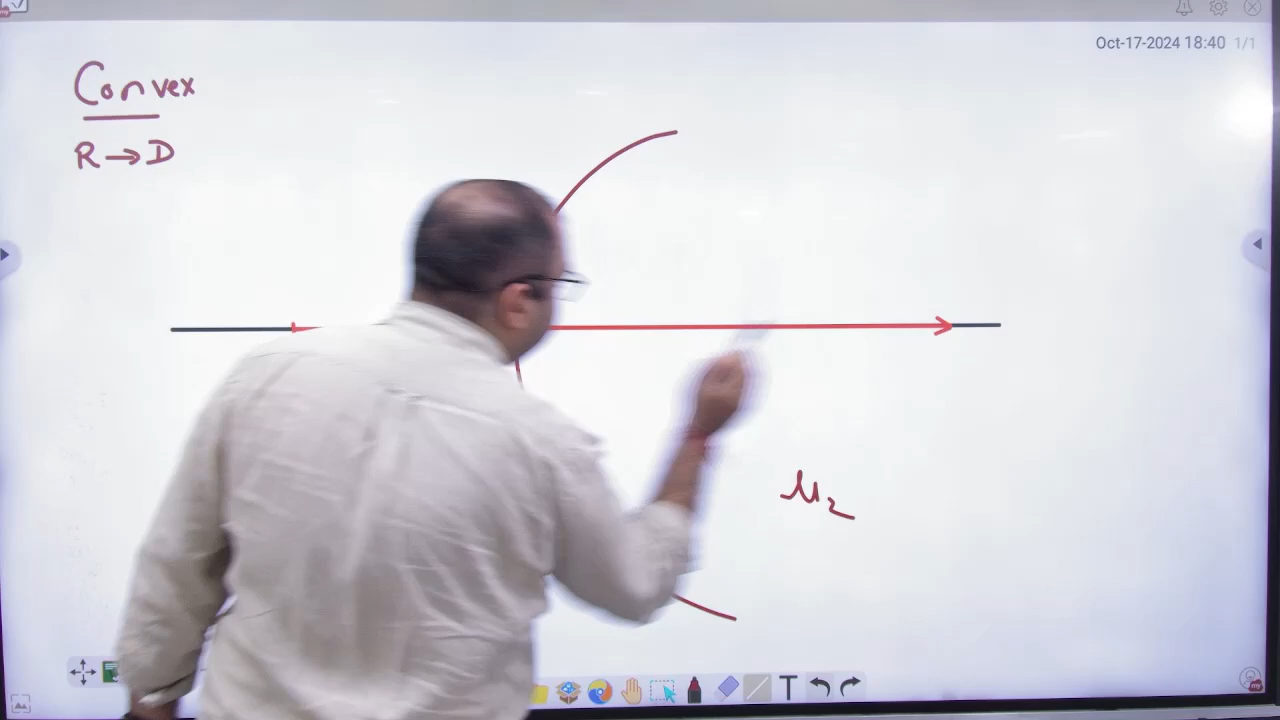 Oct-17-2024 18:40 1/1
Convex
R → D
μ₂
T